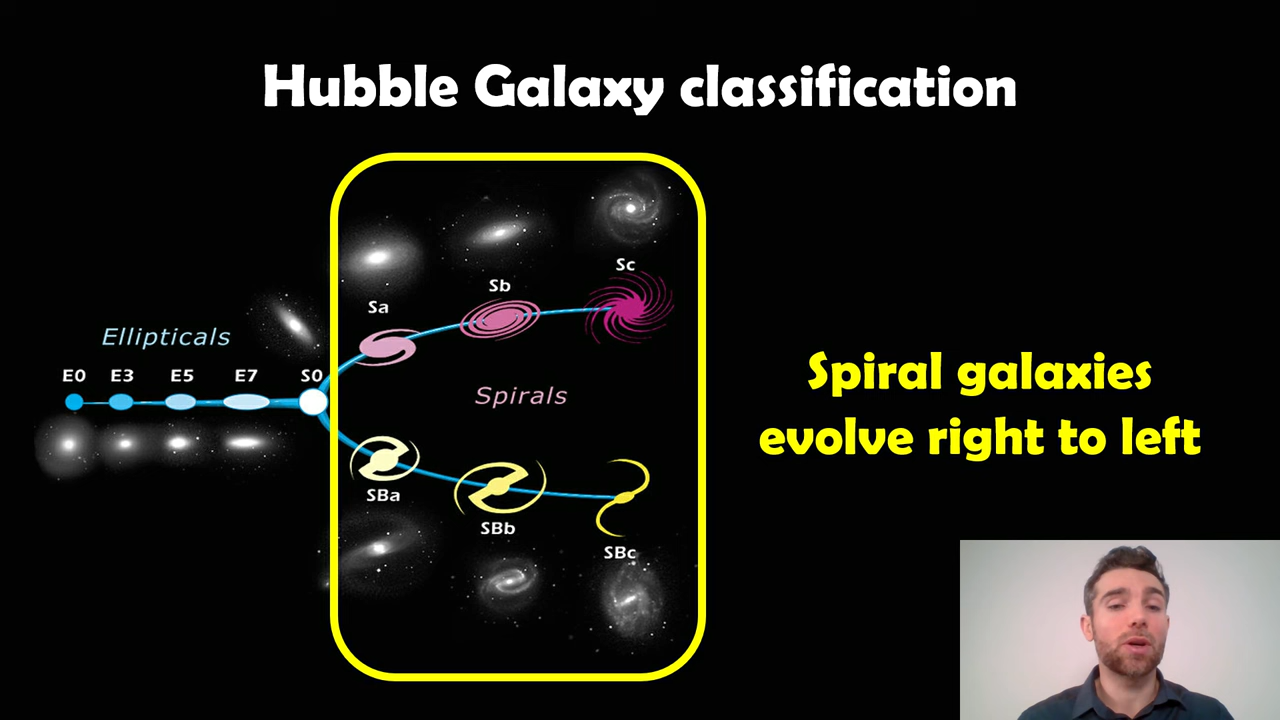 Hubble Galaxy classification
Sc
Sb
Sa
Ellipticals
E0 E3 E5 E7 S0
Spirals
SBa
SBb
SBc
Spiral galaxies
evolve right to left